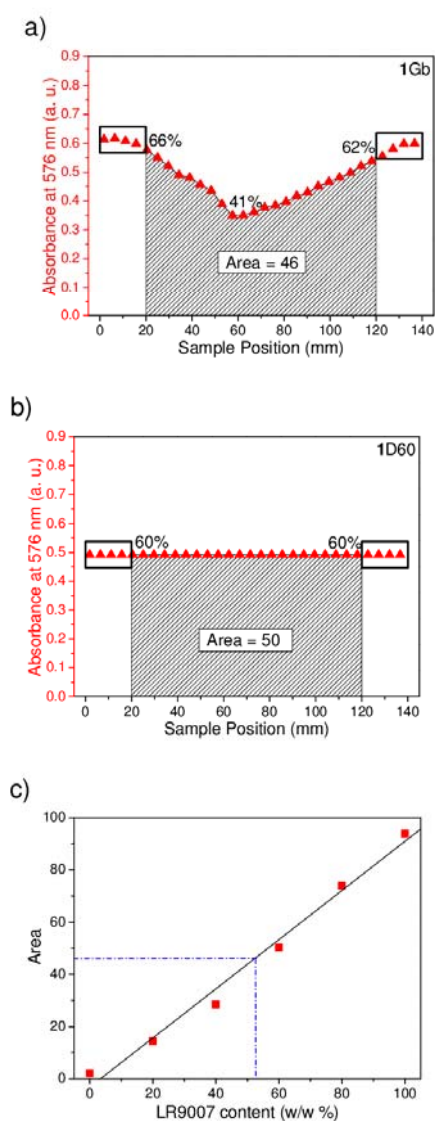 a)
0.9
0.8
0.7
0.6
0.5
0.4
0.3
0.2
0.1
0.0
Absorbance at 576 nm (a. u.)
1Gb
66%
62%
41%
Area = 46
0 20 40 60 80 100 120 140
Sample Position (mm)
b)
0.9
0.8
0.7
0.6
0.5
0.4
0.3
0.2
0.1
0.0
Absorbance at 576 nm (a. u.)
1D60
60%
60%
Area = 50
0 20 40 60 80 100 120 140
Sample Position (mm)
c)
100
80
60
40
20
0
Area
0 20 40 60 80 100
LR9007 content (w/w %)